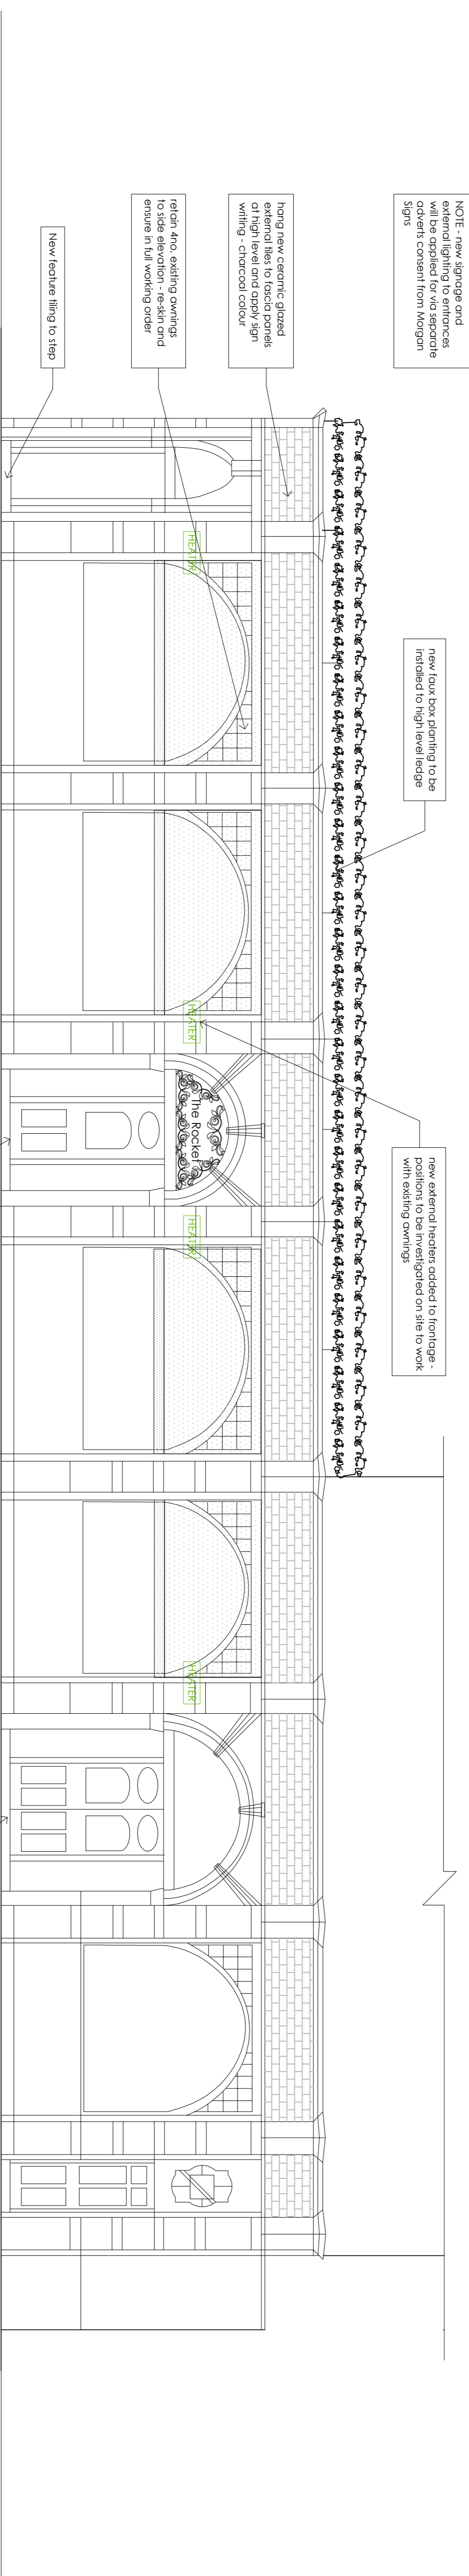 NOTE - new signage and
external lighting to entrances
will be applied for via separate
adverts consent from Morgan
Signs
hang new ceramic glazed
external tiles to fascia panels
at high level and apply sign
writing - charcoal colour
retain 4no. existing awnings
to side elevation - re-skin and
ensure in full working order
New feature tiling to step
new faux box planting to be
installed to high level ledge
new external heaters added to frontage -
positions to be investigated on site to work
with existing awnings
HEATER
HEATER
The Rocket
HEATER
HEATER